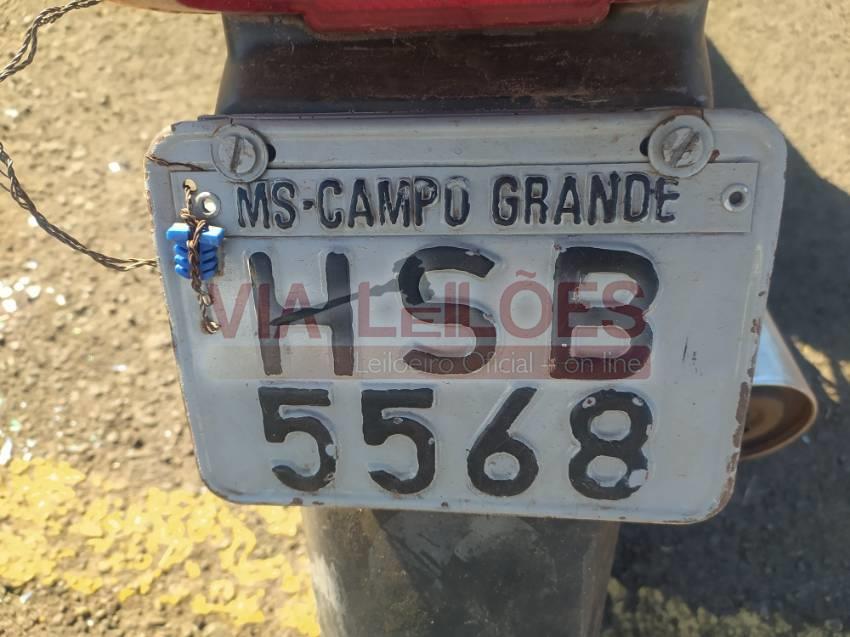 MS-CAMPO GRANDE
HSB
VIA LEILÕES
Leiloeiro Oficial - on line
5568